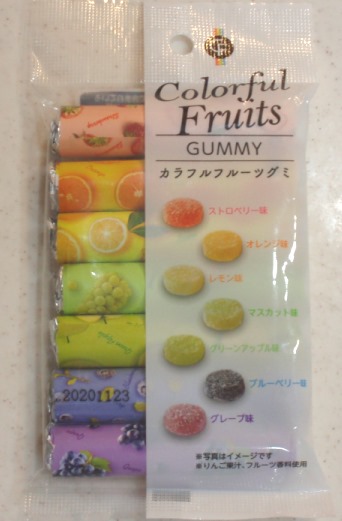 Colorful
Fruits
GUMMY
カラフルフルーツグミ
ストロベリー味
オレンジ味
レモン味
マスカット味
グリーンアップル味
ブルーベリー味
グレープ味
20201123
※写真はイメージです
※りんご果汁、フルーツ香料使用